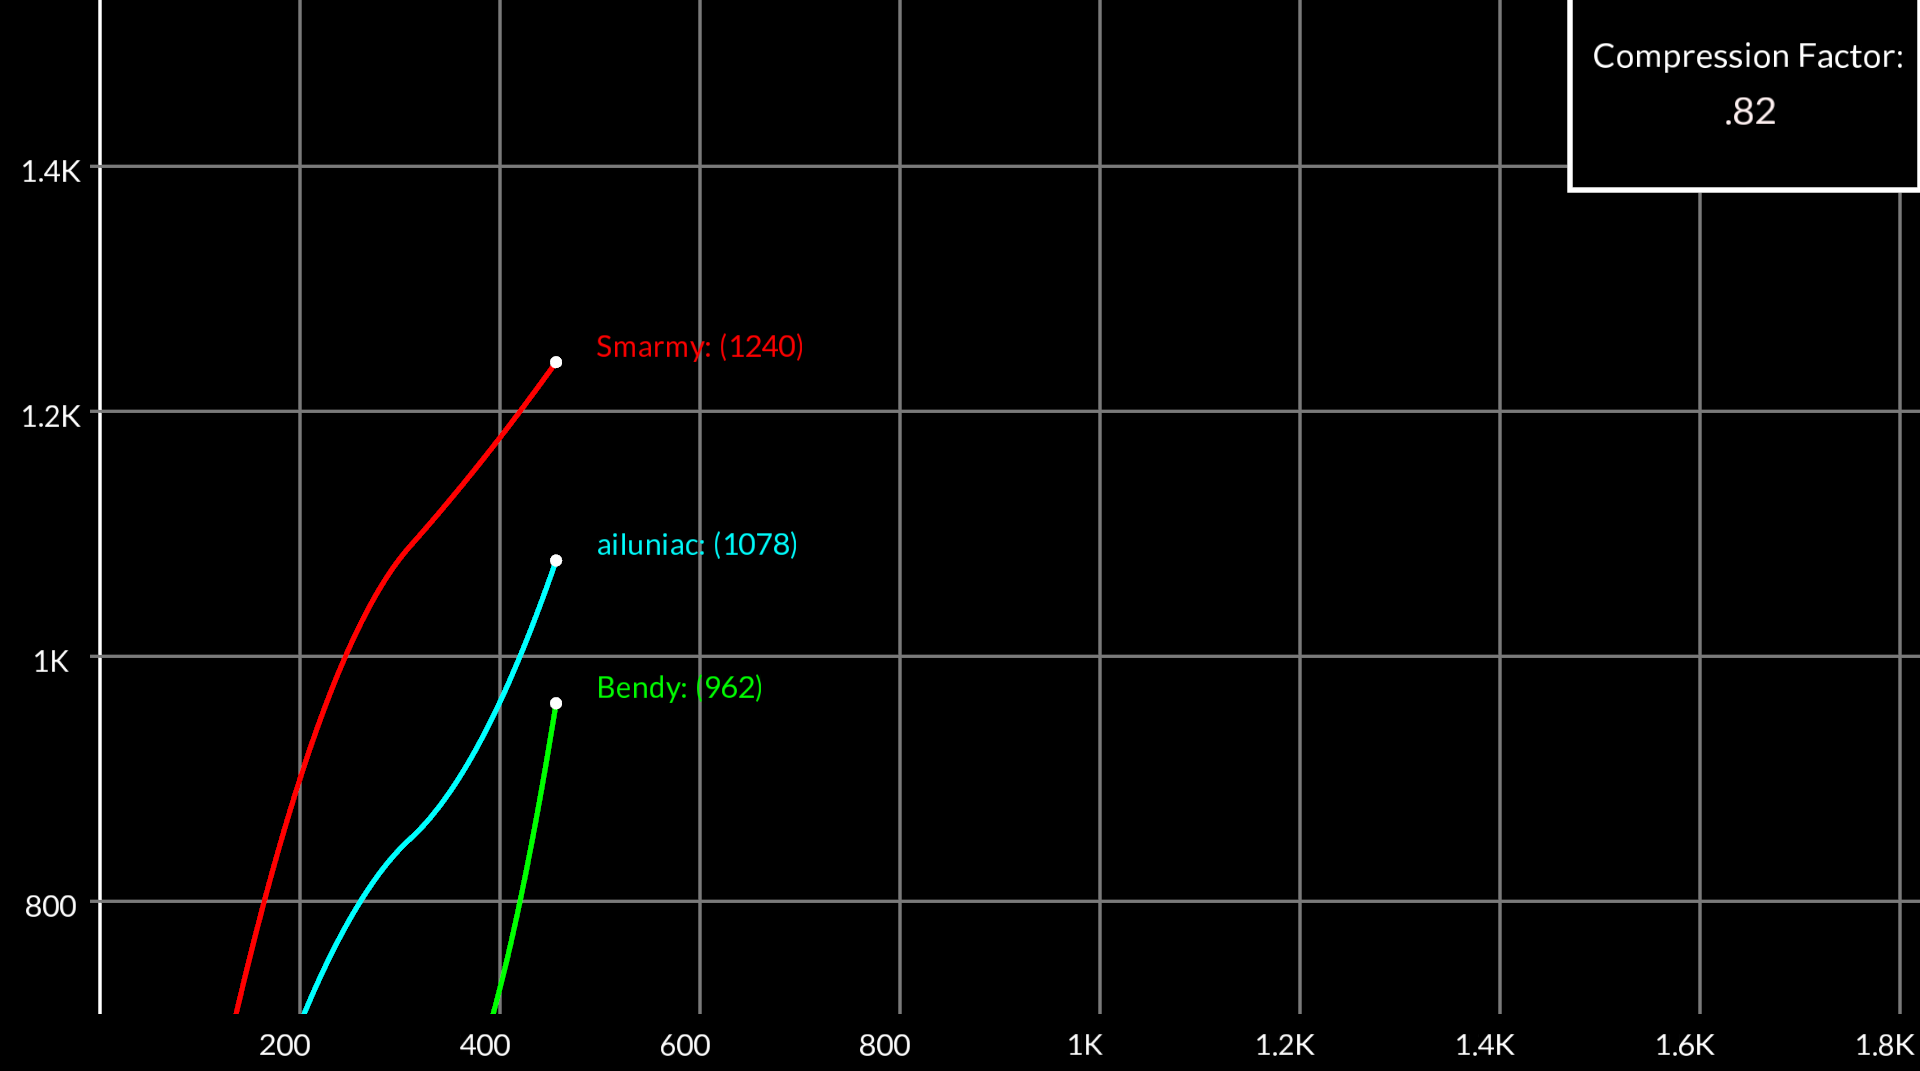 Compression Factor:
.82
1.4K
1.2K
1K
800
Smarmy: (1240)
ailuniac: (1078)
Bendy: (962)
200 400 600 800 1K 1.2K 1.4K 1.6K 1.8K